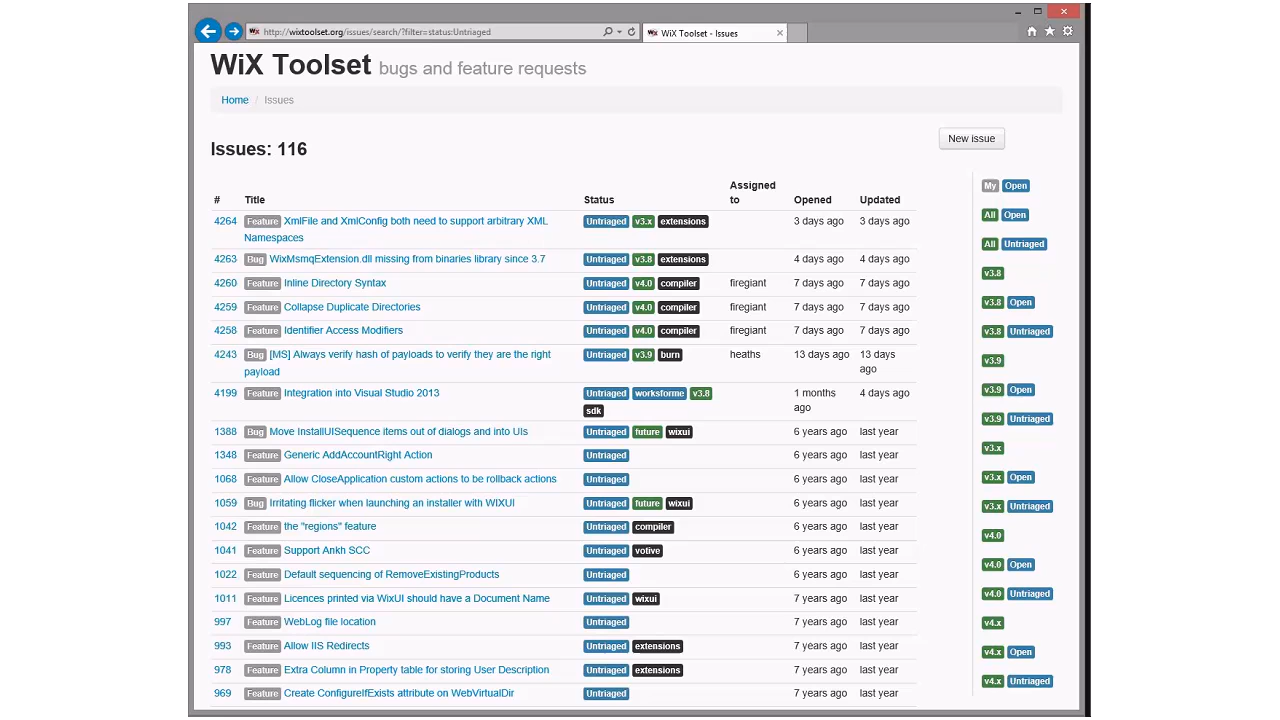 http://wixtoolset.org/issues/search/?filter=status:Untriaged
WiX Toolset - Issues
WiX Toolset bugs and feature requests
Home / Issues
Issues: 116
New issue
# Title Status Assigned to Opened Updated
4264 Feature XmlFile and XmlConfig both need to support arbitrary XML Namespaces Untriaged v3.x extensions 3 days ago 3 days ago
4263 Bug WixMsmqExtension.dll missing from binaries library since 3.7 Untriaged v3.8 extensions 4 days ago 4 days ago
4260 Feature Inline Directory Syntax Untriaged v4.0 compiler firegiant 7 days ago 7 days ago
4259 Feature Collapse Duplicate Directories Untriaged v4.0 compiler firegiant 7 days ago 7 days ago
4258 Feature Identifier Access Modifiers Untriaged v4.0 compiler firegiant 7 days ago 7 days ago
4243 Bug [MS] Always verify hash of payloads to verify they are the right payload Untriaged v3.9 burn heaths 13 days ago 13 days ago
4199 Feature Integration into Visual Studio 2013 Untriaged worksforme v3.8 sdk 1 months ago 4 days ago
1388 Bug Move InstallUISequence items out of dialogs and into UIs Untriaged future wixui 6 years ago last year
1348 Feature Generic AddAccountRight Action Untriaged 6 years ago last year
1068 Feature Allow CloseApplication custom actions to be rollback actions Untriaged 6 years ago last year
1059 Bug Irritating flicker when launching an installer with WIXUI Untriaged future wixui 6 years ago last year
1042 Feature the "regions" feature Untriaged compiler 6 years ago last year
1041 Feature Support Ankh SCC Untriaged votive 6 years ago last year
1022 Feature Default sequencing of RemoveExistingProducts Untriaged 6 years ago last year
1011 Feature Licences printed via WixUI should have a Document Name Untriaged wixui 7 years ago last year
997 Feature WebLog file location Untriaged 7 years ago last year
993 Feature Allow IIS Redirects Untriaged extensions 7 years ago last year
978 Feature Extra Column in Property table for storing User Description Untriaged extensions 7 years ago last year
969 Feature Create ConfigureIfExists attribute on WebVirtualDir Untriaged 7 years ago last year
My Open
All Open
All Untriaged
v3.8
v3.8 Open
v3.8 Untriaged
v3.9
v3.9 Open
v3.9 Untriaged
v3.x
v3.x Open
v3.x Untriaged
v4.0
v4.0 Open
v4.0 Untriaged
v4.x
v4.x Open
v4.x Untriaged